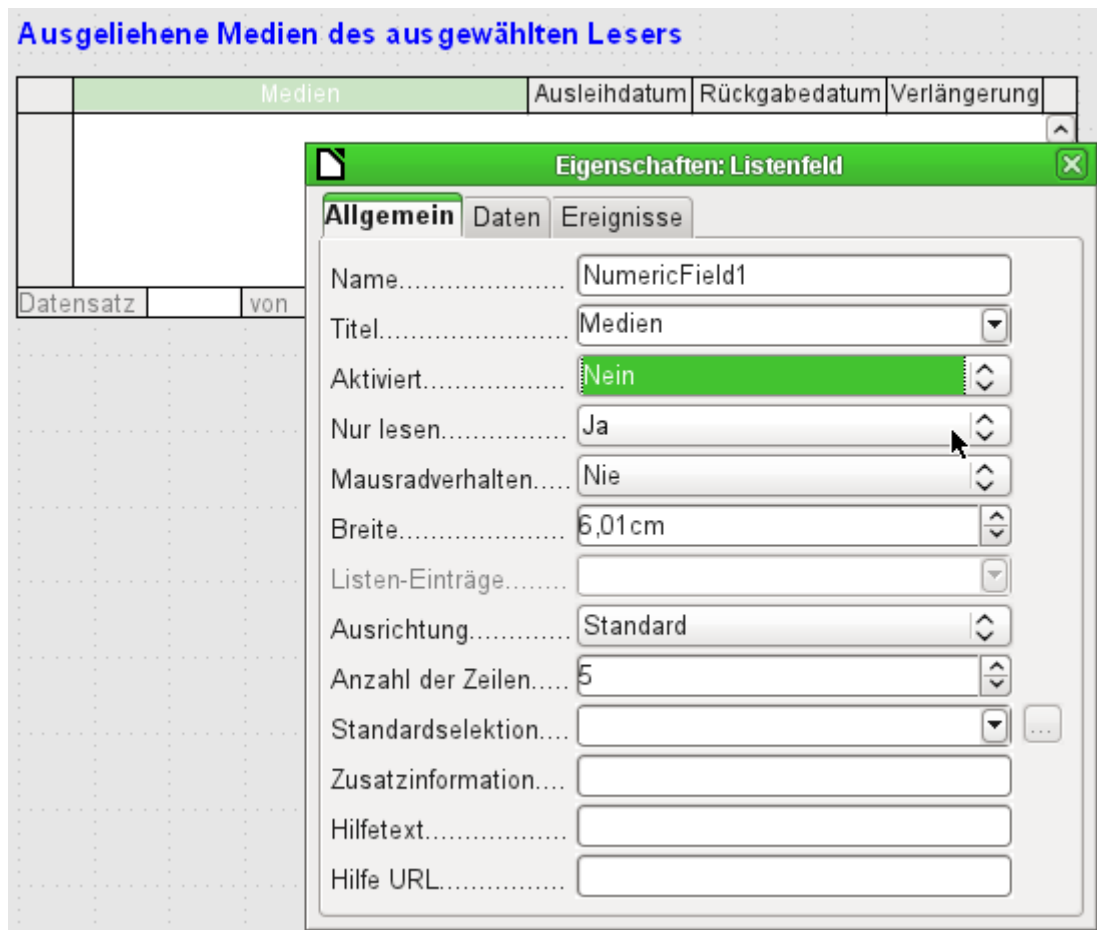 Ausgeliehene Medien des ausgewählten Lesers
Medien Ausleihdatum Rückgabedatum Verlängerung
Datensatz von
Eigenschaften: Listenfeld
Allgemein Daten Ereignisse
Name..................... NumericField1
Titel........................ Medien
Aktiviert.................. Nein
Nur lesen................ Ja
Mausradverhalten..... Nie
Breite..................... 6,01cm
Listen-Einträge........
Ausrichtung............. Standard
Anzahl der Zeilen..... 5
Standardselektion.... ...
Zusatzinformation....
Hilfetext..................
Hilfe URL................